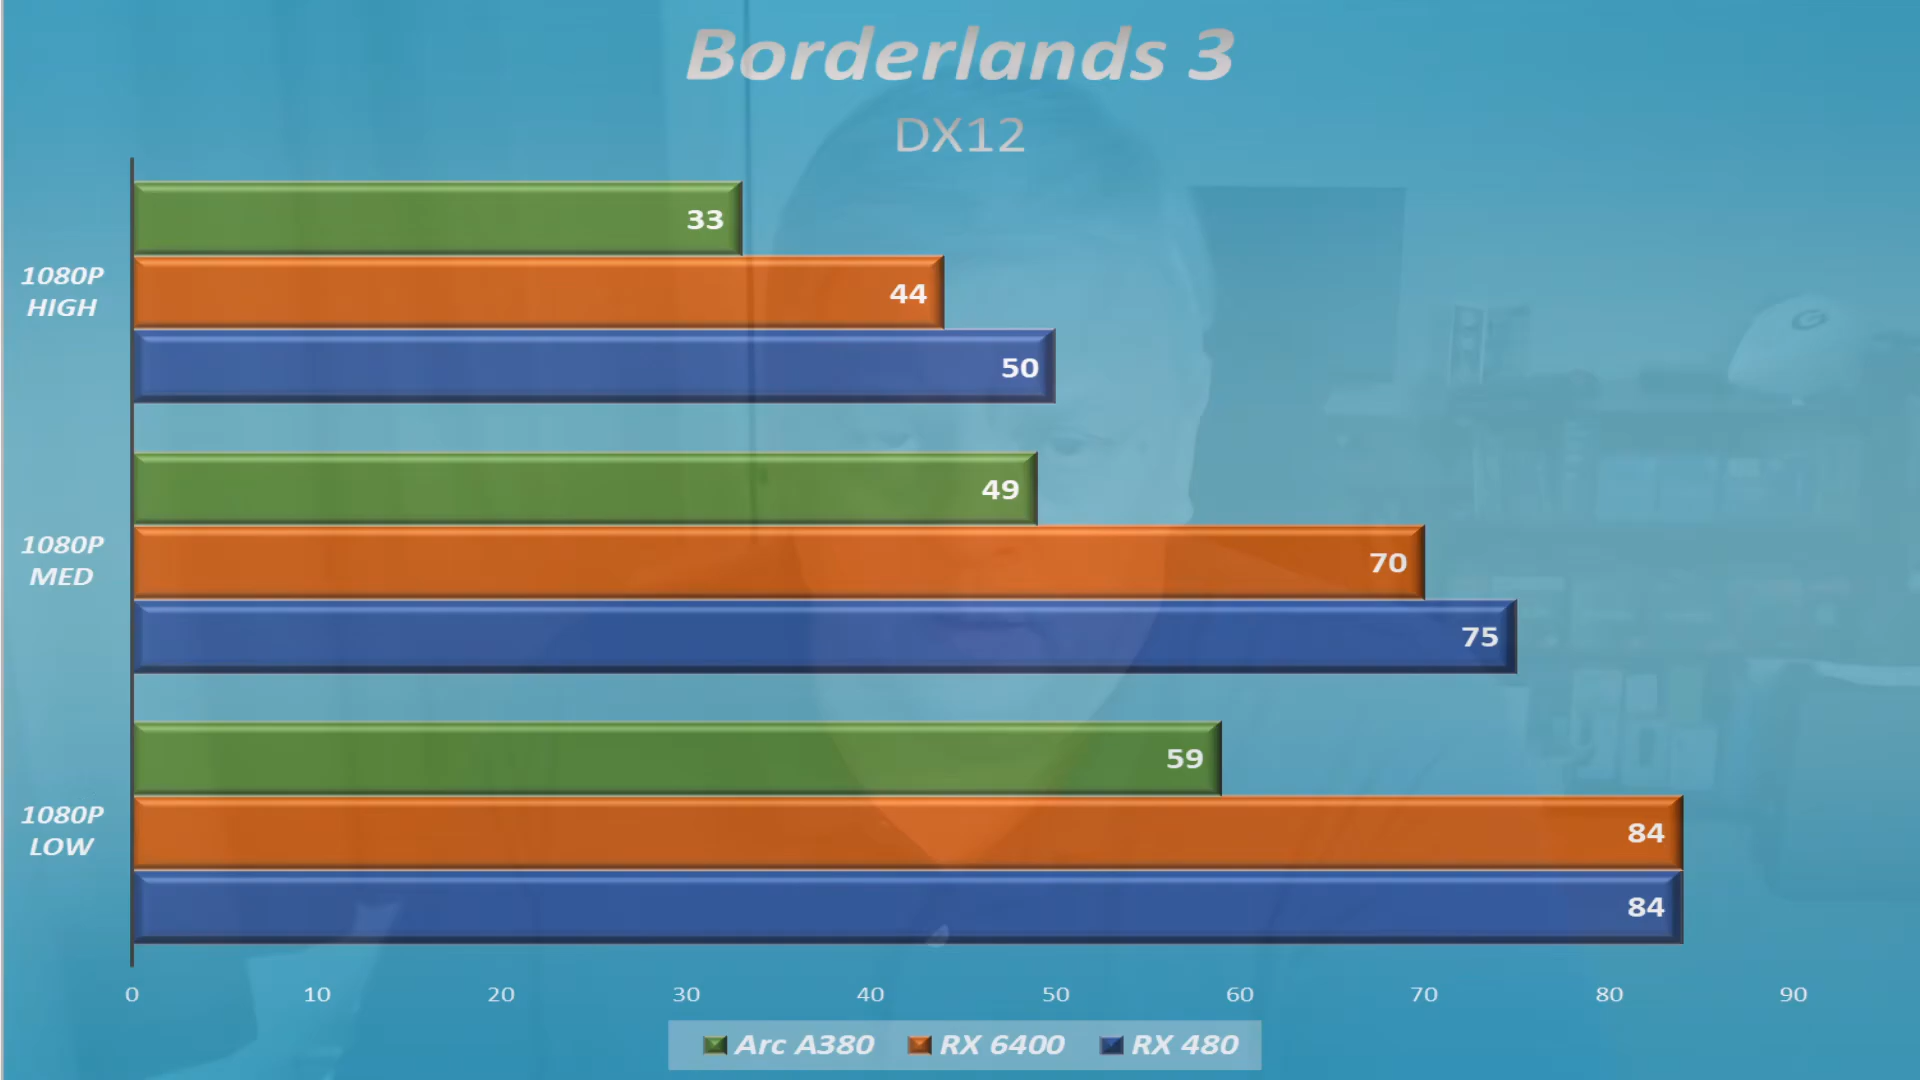 Borderlands 3
DX12
1080P
HIGH
33
44
50
1080P
MED
49
70
75
1080P
LOW
59
84
84
0 10 20 30 40 50 60 70 80 90
Arc A380 RX 6400 RX 480
G